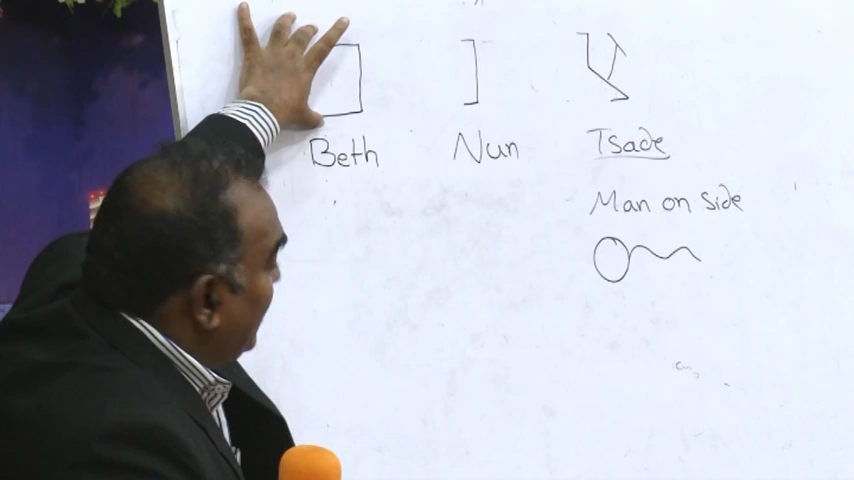 ב נ צ
Beth Nun Tsade
Man on side